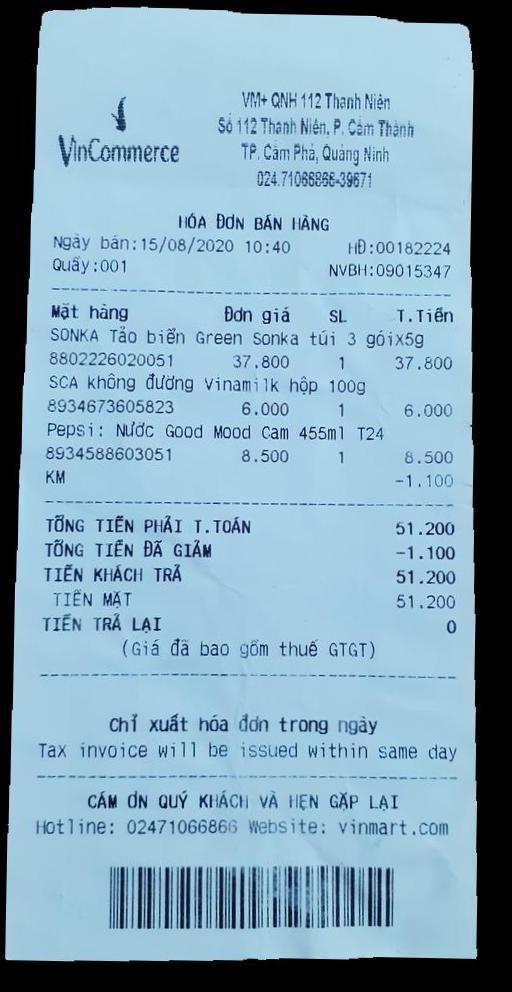 VinCommerce
VM+ QNH 112 Thanh Niên
Số 112 Thanh Niên, P. Cẩm Thành
TP. Cẩm Phả, Quảng Ninh
024.71066866-39671
HÓA ĐƠN BÁN HÀNG
Ngày bán:15/08/2020 10:40 HĐ:00182224
Quầy:001 NVBH:09015347
Mặt hàng Đơn giá SL T.Tiền
SONKA Tảo biển Green Sonka túi 3 góiX5g
8802226020051 37.800 1 37.800
SCA không đường Vinamilk hộp 100g
8934673605823 6.000 1 6.000
Pepsi: Nước Good Mood Cam 455ml T24
8934588603051 8.500 1 8.500
KM -1.100
TỔNG TIỀN PHẢI T.TOÁN 51.200
TỔNG TIỀN ĐÃ GIẢM -1.100
TIỀN KHÁCH TRẢ 51.200
TIỀN MẶT 51.200
TIỀN TRẢ LẠI 0
(Giá đã bao gồm thuế GTGT)
Chỉ xuất hóa đơn trong ngày
Tax invoice will be issued within same day
CẢM ƠN QUÝ KHÁCH VÀ HẸN GẶP LẠI
Hotline: 02471066866 Website: vinmart.com